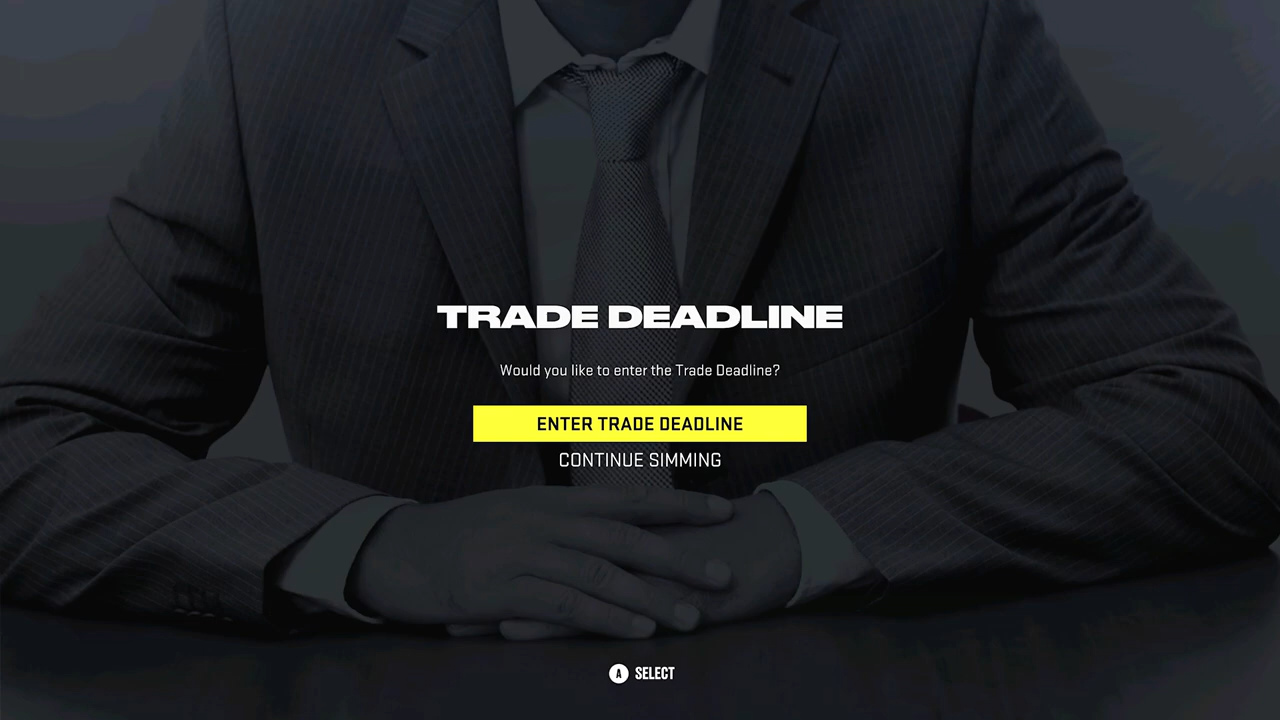 TRADE DEADLINE
Would you like to enter the Trade Deadline?
ENTER TRADE DEADLINE
CONTINUE SIMMING
A SELECT